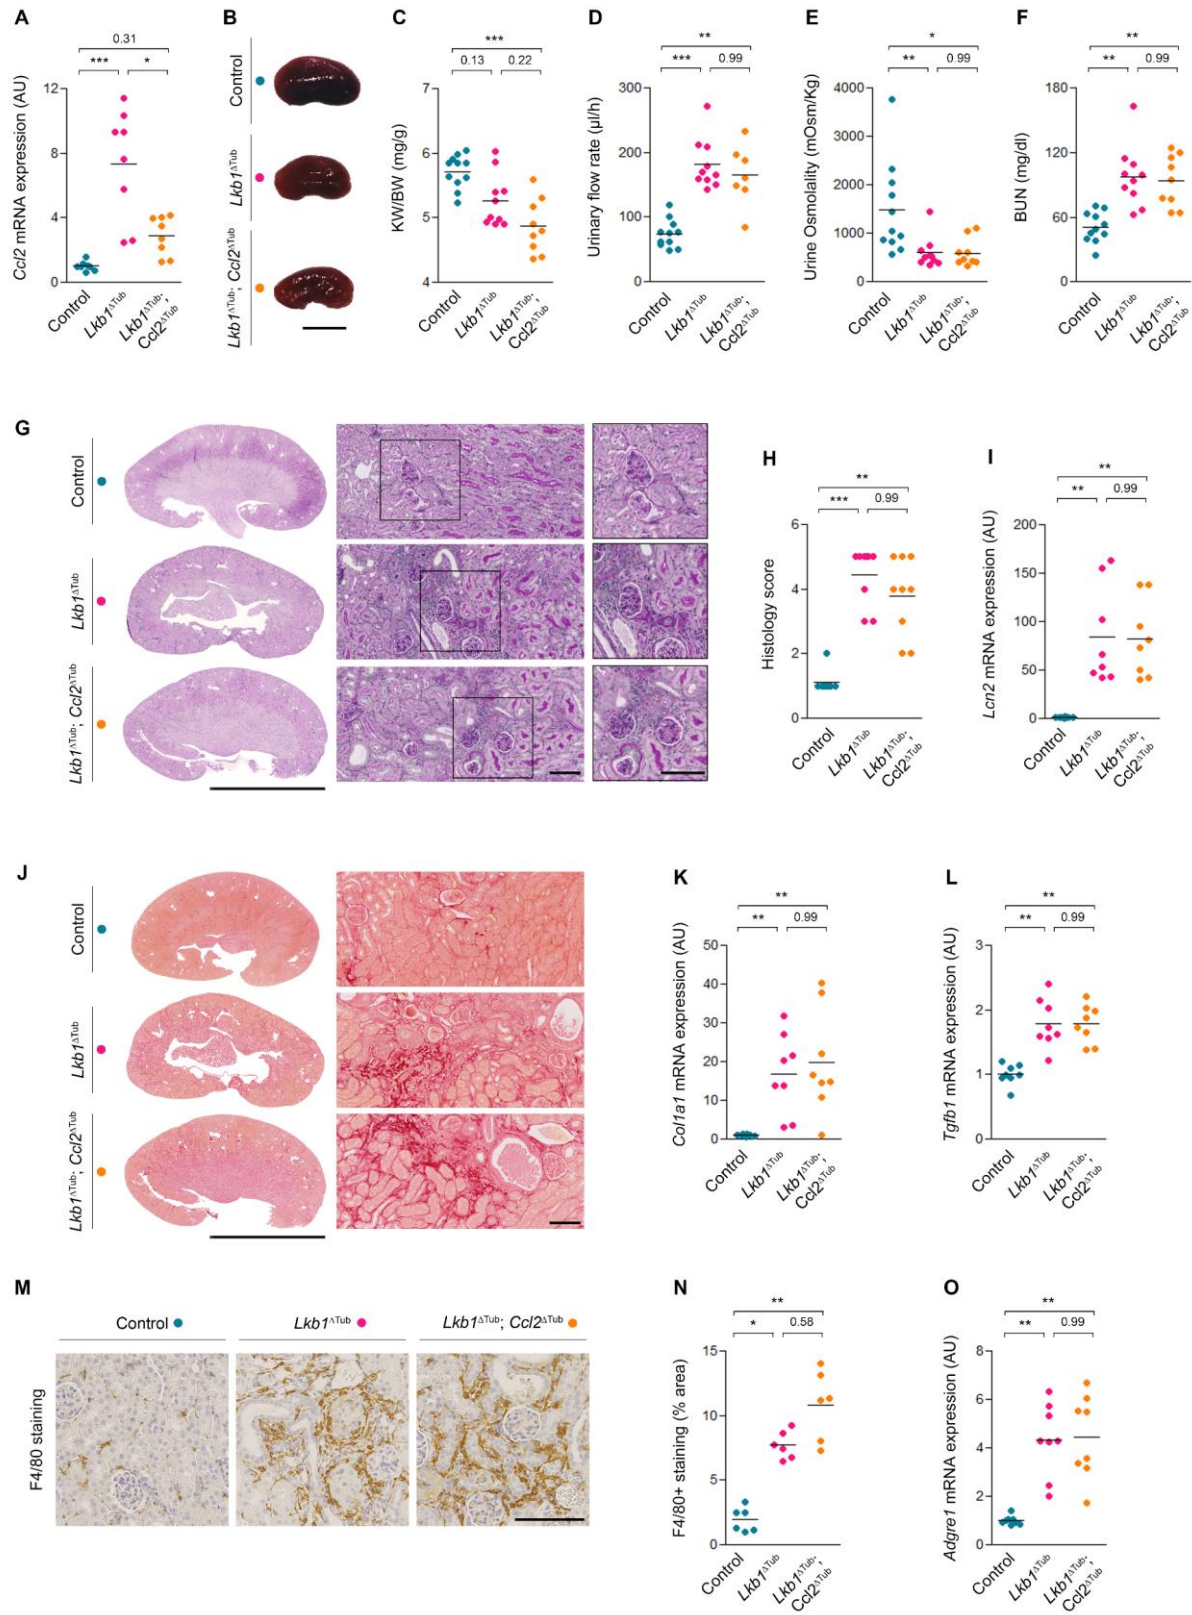 A
0.31
***
*
Ccl2 mRNA expression (AU)
12
8
4
0
Control
Lkb1ΔTub
Lkb1ΔTub;
Ccl2ΔTub
B
Control
Lkb1ΔTub
Lkb1ΔTub; Ccl2ΔTub
C
***
0.13
0.22
KW/BW (mg/g)
7
6
5
4
Control
Lkb1ΔTub
Lkb1ΔTub;
Ccl2ΔTub
D
**
***
0.99
Urinary flow rate (µl/h)
300
200
100
0
Control
Lkb1ΔTub
Lkb1ΔTub;
Ccl2ΔTub
E
*
**
0.99
Urine Osmolality (mOsm/Kg)
4000
3000
2000
1000
0
Control
Lkb1ΔTub
Lkb1ΔTub;
Ccl2ΔTub
F
**
**
0.99
BUN (mg/dl)
180
120
60
0
Control
Lkb1ΔTub
Lkb1ΔTub;
Ccl2ΔTub
G
Control
Lkb1ΔTub
Lkb1ΔTub; Ccl2ΔTub
H
**
***
0.99
Histology score
6
4
2
0
Control
Lkb1ΔTub
Lkb1ΔTub;
Ccl2ΔTub
I
**
**
0.99
Lcn2 mRNA expression (AU)
200
150
100
50
0
Control
Lkb1ΔTub
Lkb1ΔTub;
Ccl2ΔTub
J
Control
Lkb1ΔTub
Lkb1ΔTub; Ccl2ΔTub
K
**
**
0.99
Col1a1 mRNA expression (AU)
50
40
30
20
10
0
Control
Lkb1ΔTub
Lkb1ΔTub;
Ccl2ΔTub
L
**
**
0.99
Tgfb1 mRNA expression (AU)
3
2
1
0
Control
Lkb1ΔTub
Lkb1ΔTub;
Ccl2ΔTub
M
Control
Lkb1ΔTub
Lkb1ΔTub; Ccl2ΔTub
F4/80 staining
N
**
*
0.58
F4/80+ staining (% area)
15
10
5
0
Control
Lkb1ΔTub
Lkb1ΔTub;
Ccl2ΔTub
O
**
**
0.99
Adgre1 mRNA expression (AU)
8
6
4
2
0
Control
Lkb1ΔTub
Lkb1ΔTub;
Ccl2ΔTub